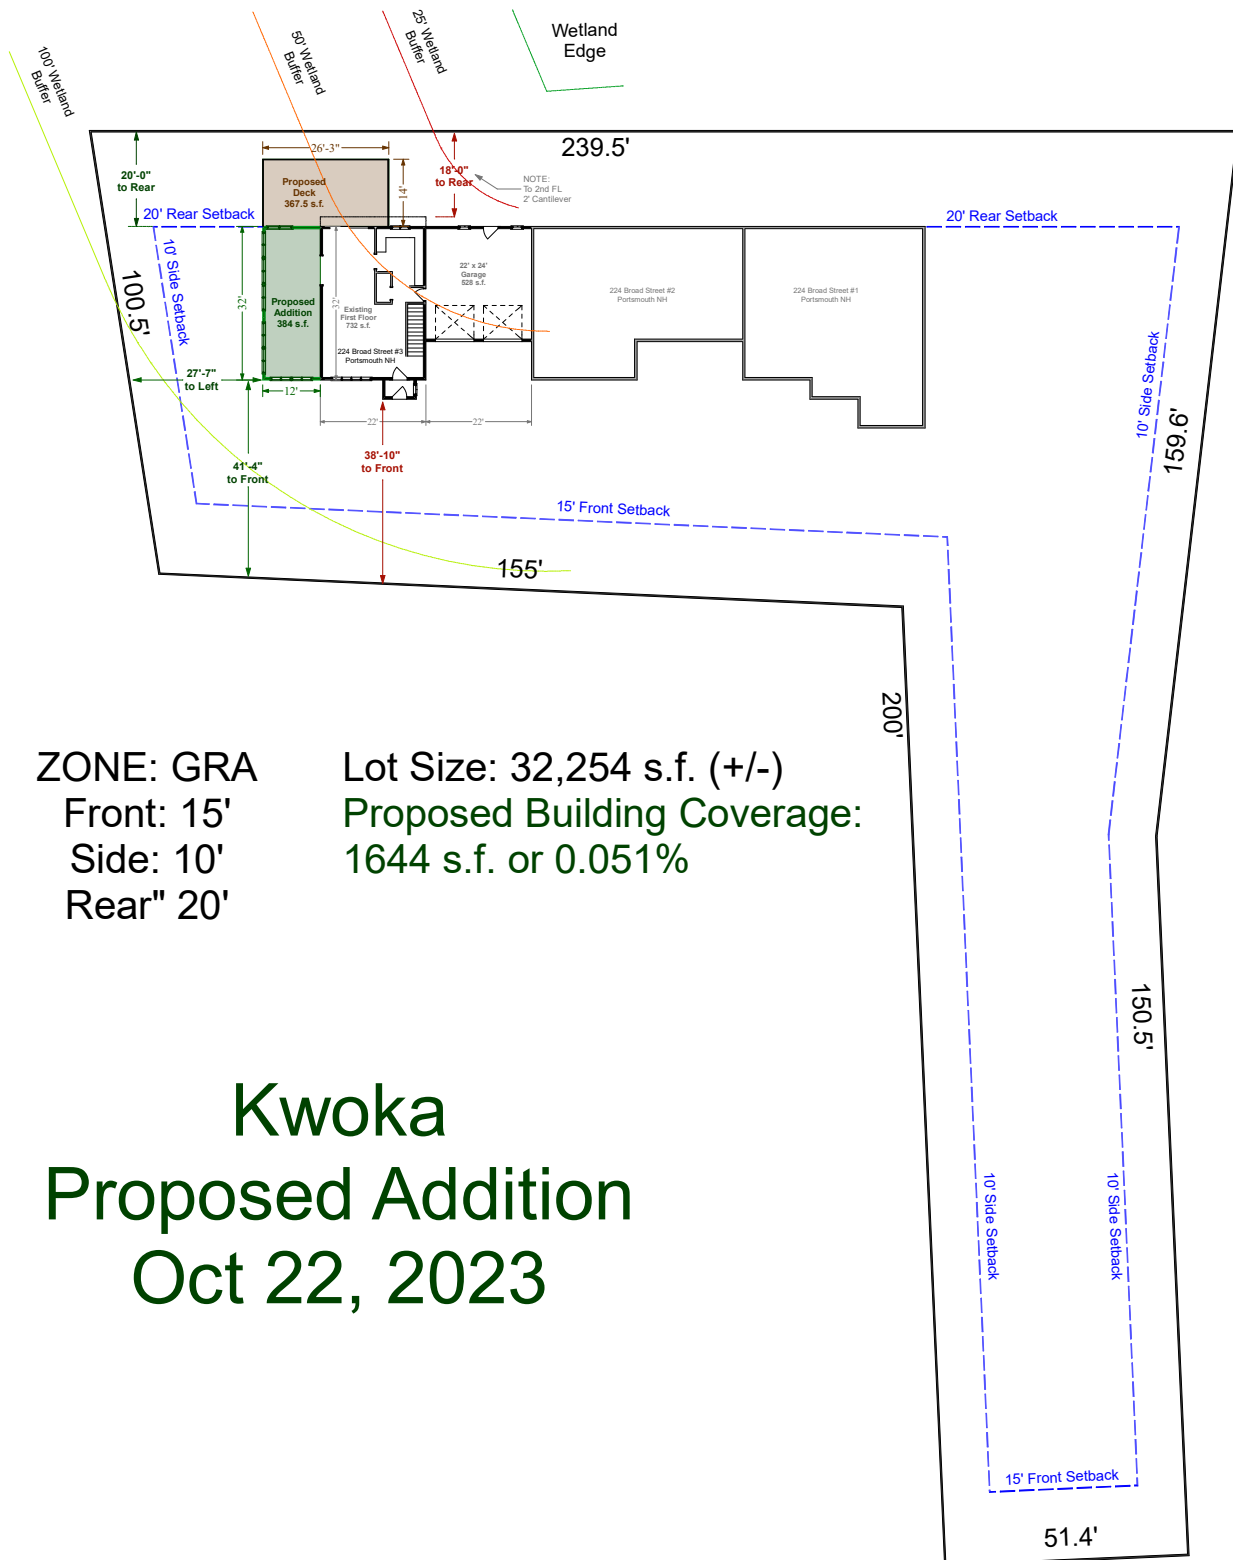 Wetland
Edge
25' Wetland
Buffer
50' Wetland
Buffer
100' Wetland
Buffer
239.5'
26'-3"
20'-0"
to Rear
18'-0"
to Rear
NOTE:
To 2nd FL
2' Cantilever
Proposed
Deck
367.5 s.f.
14'
20' Rear Setback
20' Rear Setback
10' Side Setback
100.5'
32'
Proposed
Addition
384 s.f.
32'
Existing
First Floor
732 s.f.
22' x 24'
Garage
528 s.f.
224 Broad Street #2
Portsmouth NH
224 Broad Street #1
Portsmouth NH
224 Broad Street #3
Portsmouth NH
27'-7"
to Left
12'
22'
22'
10' Side Setback
159.6'
41'-4"
to Front
38'-10"
to Front
15' Front Setback
155'
200'
ZONE: GRA
Front: 15'
Side: 10'
Rear" 20'
Lot Size: 32,254 s.f. (+/-)
Proposed Building Coverage:
1644 s.f. or 0.051%
150.5'
Kwoka
Proposed Addition
Oct 22, 2023
10' Side Setback
10' Side Setback
15' Front Setback
51.4'